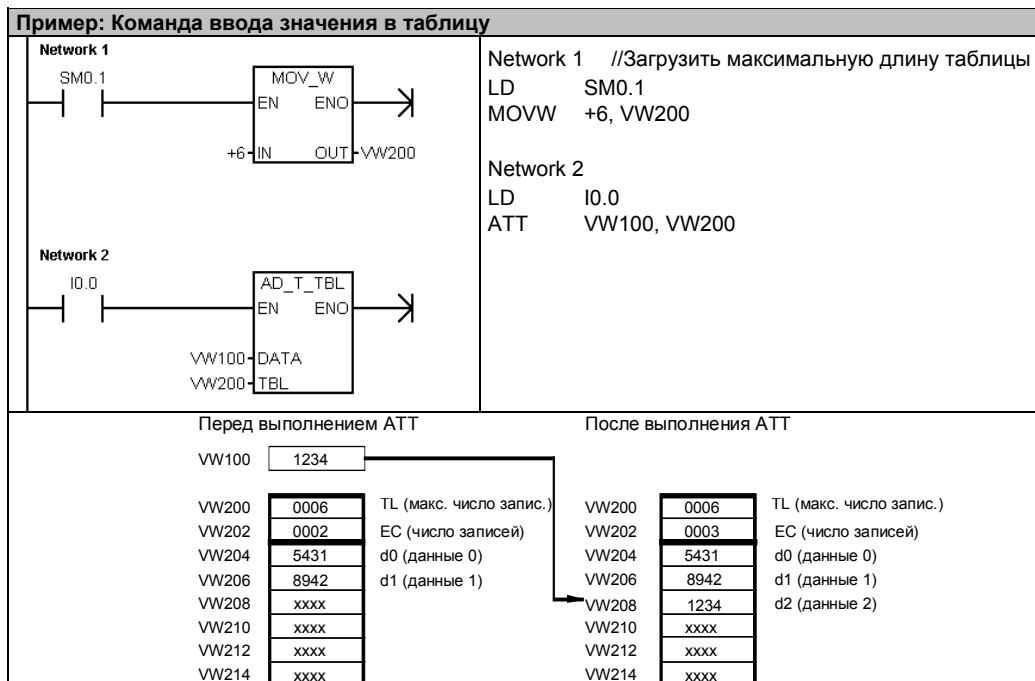 Пример: Команда ввода значения в таблицу
Network 1
SM0.1
MOV_W
EN ENO
+6 IN OUT VW200
Network 2
I0.0
AD_T_TBL
EN ENO
VW100 DATA
VW200 TBL
Network 1 //Загрузить максимальную длину таблицы
LD SM0.1
MOVW +6, VW200
Network 2
LD I0.0
ATT VW100, VW200
Перед выполнением АТТ
VW100 1234
VW200 0006 TL (макс. число запис.)
VW202 0002 EC (число записей)
VW204 5431 d0 (данные 0)
VW206 8942 d1 (данные 1)
VW208 xxxx
VW210 xxxx
VW212 xxxx
VW214 xxxx
После выполнения АТТ
VW200 0006 TL (макс. число запис.)
VW202 0003 EC (число записей)
VW204 5431 d0 (данные 0)
VW206 8942 d1 (данные 1)
VW208 1234 d2 (данные 2)
VW210 xxxx
VW212 xxxx
VW214 xxxx